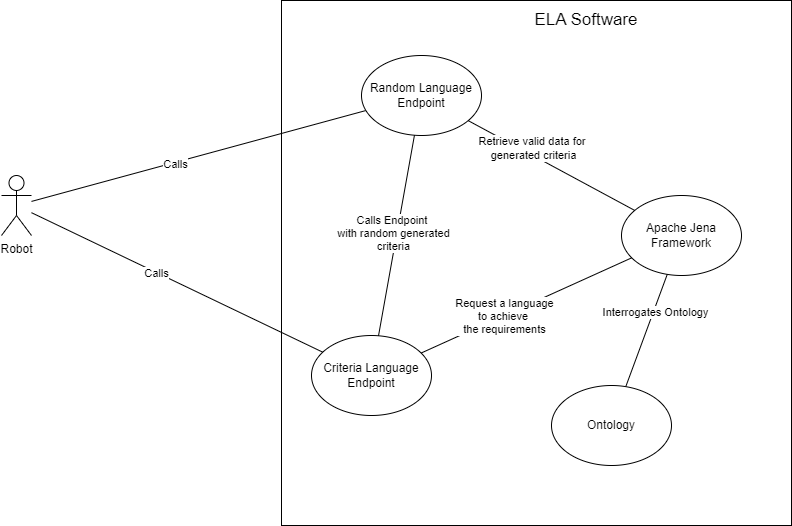 ELA Software
Random Language
Endpoint
Retrieve valid data for
generated criteria
Calls
Robot
Calls Endpoint
with random generated
criteria
Apache Jena
Framework
Calls
Request a language
to achieve
the requirements
Interrogates Ontology
Criteria Language
Endpoint
Ontology